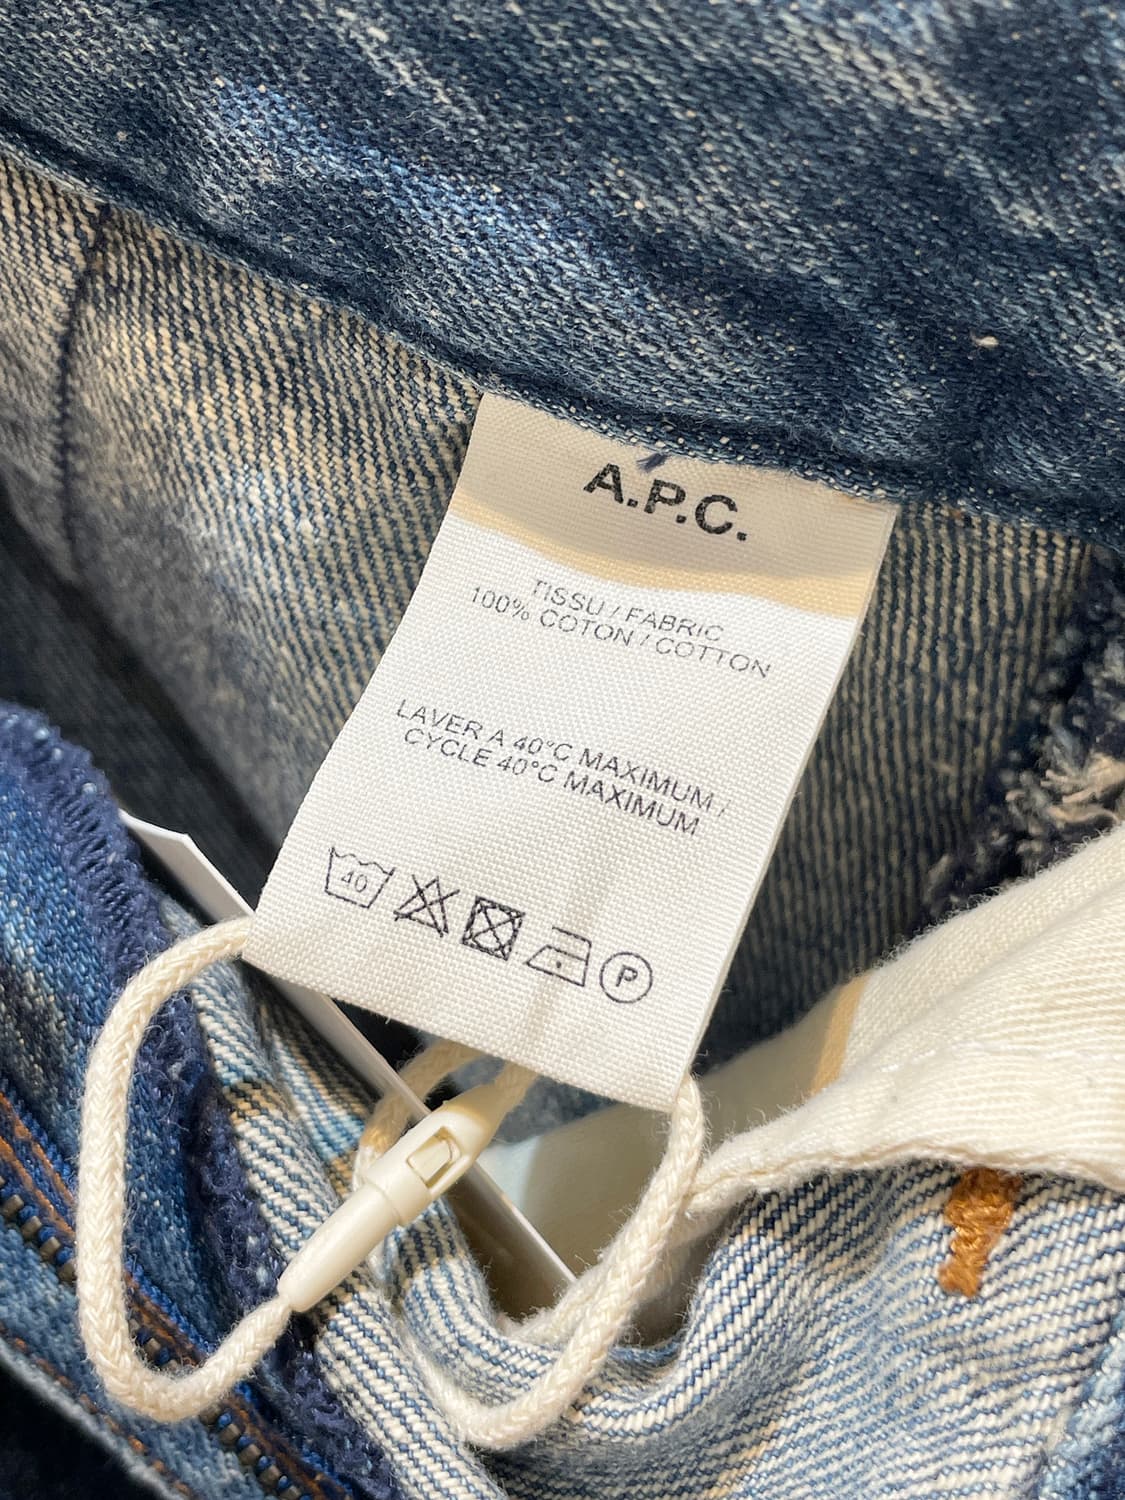 A.P.C.
TISSU / FABRIC
100% COTON / COTTON
LAVER A 40°C MAXIMUM /
CYCLE 40°C MAXIMUM
40
P